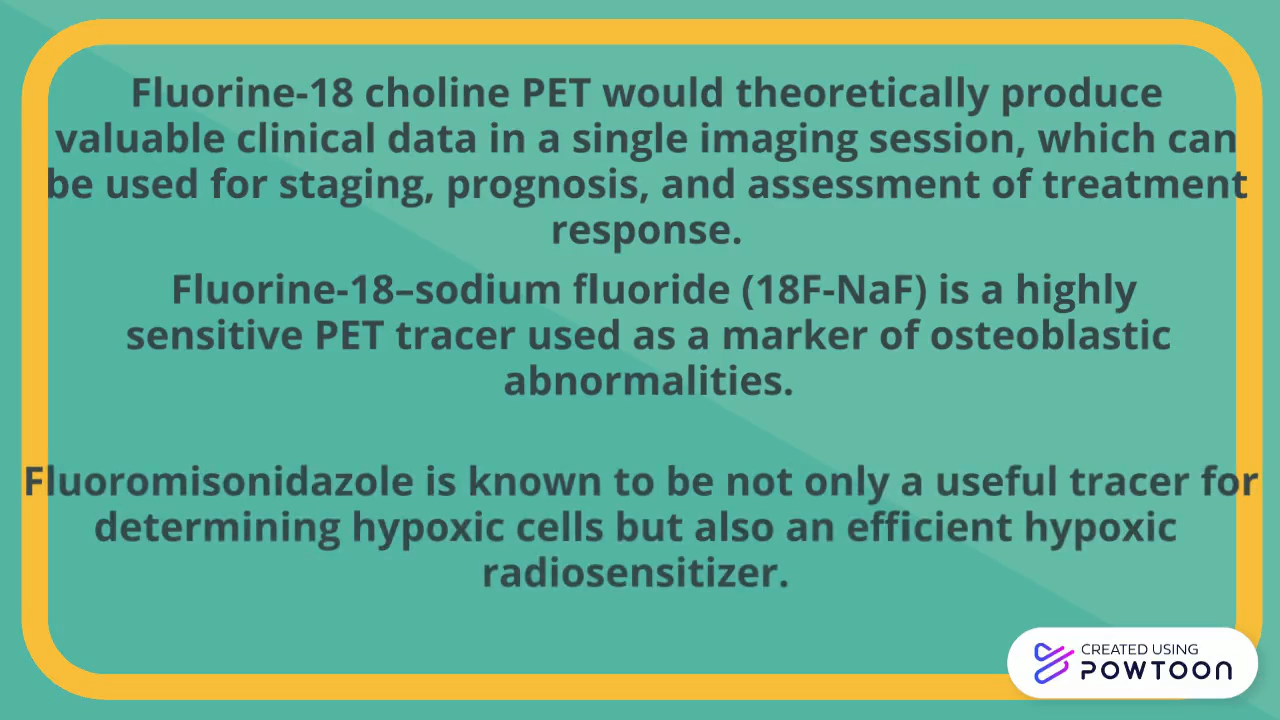 Fluorine-18 choline PET would theoretically produce
valuable clinical data in a single imaging session, which can
be used for staging, prognosis, and assessment of treatment
response.
Fluorine-18–sodium fluoride (18F-NaF) is a highly
sensitive PET tracer used as a marker of osteoblastic
abnormalities.
Fluoromisonidazole is known to be not only a useful tracer for
determining hypoxic cells but also an efficient hypoxic
radiosensitizer.
CREATED USING
POWTOON